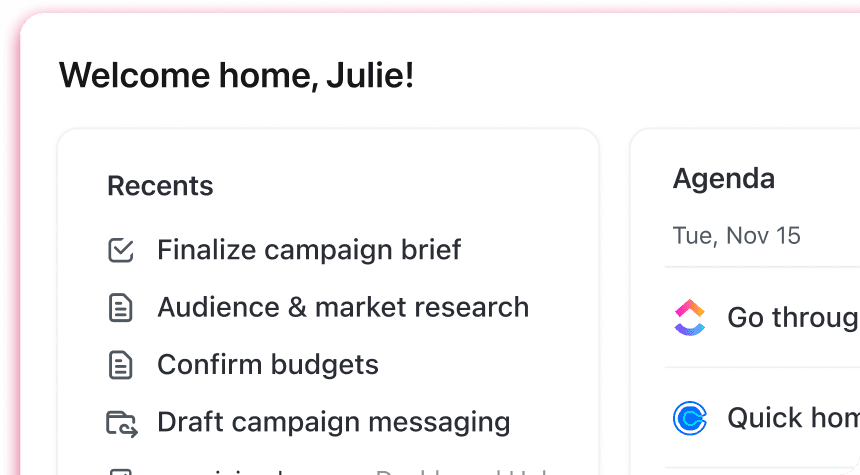 Welcome home, Julie!
Recents
Finalize campaign brief
Audience & market research
Confirm budgets
Draft campaign messaging
Agenda
Tue, Nov 15
Go throug
Quick hom